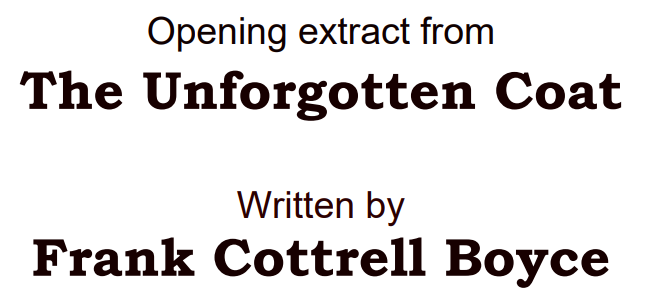 Opening extract from
The Unforgotten Coat
Written by
Frank Cottrell Boyce